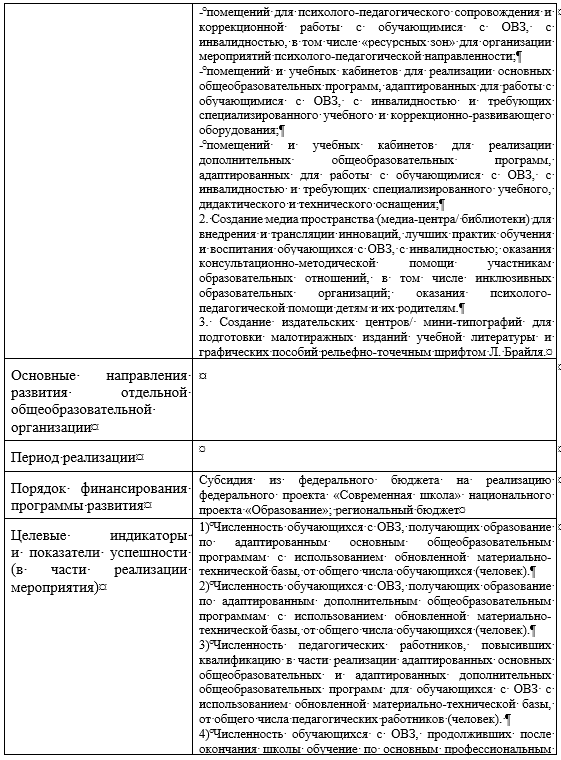 - помещений для психолого-педагогического сопровождения и
коррекционной работы с обучающимися с ОВЗ, с
инвалидностью, в том числе «ресурсных зон» для организации
мероприятий психолого-педагогической направленности;
- помещений и учебных кабинетов для реализации основных
общеобразовательных программ, адаптированных для работы с
обучающимися с ОВЗ, с инвалидностью и требующих
специализированного учебного и коррекционно-развивающего
оборудования;
- помещений и учебных кабинетов для реализации
дополнительных общеобразовательных программ,
адаптированных для работы с обучающимися с ОВЗ, с
инвалидностью и требующих специализированного учебного,
дидактического и технического оснащения;
2. Создание медиа пространства (медиа-центра/ библиотеки) для
внедрения и трансляции инноваций, лучших практик обучения
и воспитания обучающихся с ОВЗ, с инвалидностью; оказания
консультационно-методической помощи участникам
образовательных отношений, в том числе инклюзивных
образовательных организаций; оказания психолого-
педагогической помощи детям и их родителям.
3. Создание издательских центров/ мини-типографий для
подготовки малотиражных изданий учебной литературы и
графических пособий рельефно-точечным шрифтом Л. Брайля.
Основные направления
развития отдельной
общеобразовательной
организации
Период реализации
Порядок финансирования
программы развития
Субсидия из федерального бюджета на реализацию
федерального проекта «Современная школа» национального
проекта «Образование»; региональный бюджет
Целевые индикаторы
и показатели успешности
(в части реализации
мероприятия)
1) Численность обучающихся с ОВЗ, получающих образование
по адаптированным основным общеобразовательным
программам с использованием обновленной материально-
технической базы, от общего числа обучающихся (человек).
2) Численность обучающихся с ОВЗ, получающих образование
по адаптированным дополнительным общеобразовательным
программам с использованием обновленной материально-
технической базы, от общего числа обучающихся (человек).
3) Численность педагогических работников, повысивших
квалификацию в части реализации адаптированных основных
общеобразовательных и адаптированных дополнительных
общеобразовательных программ для обучающихся с ОВЗ с
использованием обновленной материально-технической базы,
от общего числа педагогических работников (человек).
4) Численность обучающихся с ОВЗ, продолживших после
окончания школы обучение по основным профессиональным